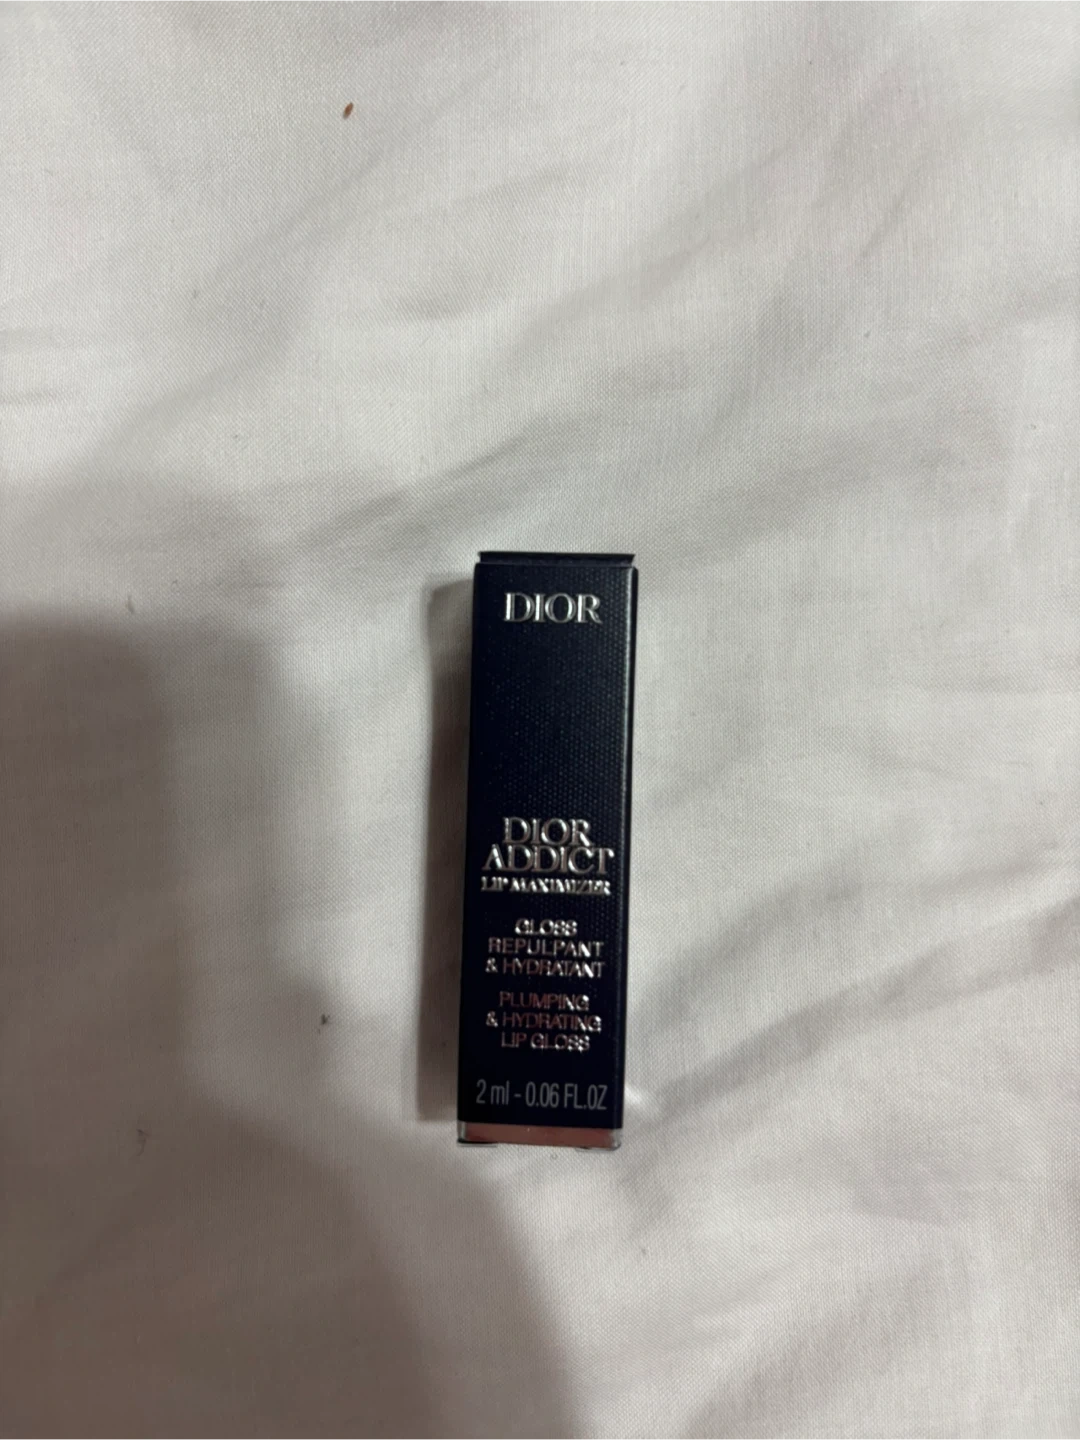 DIOR
DIOR
ADDICT
LIP MAXIMIZER
GLOSS
REPULPANT
& HYDRATANT
PLUMPING
& HYDRATING
LIP GLOSS
2 ml - 0.06 FL.OZ